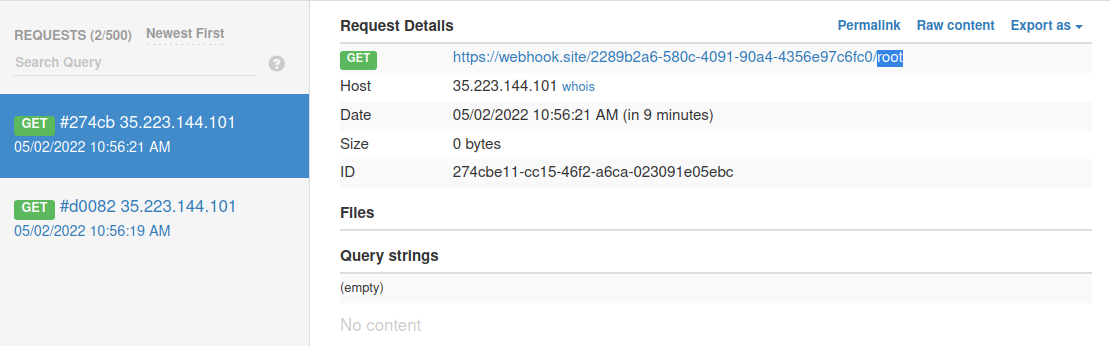 REQUESTS (2/500) Newest First
Search Query
GET #274cb 35.223.144.101
05/02/2022 10:56:21 AM
GET #d0082 35.223.144.101
05/02/2022 10:56:19 AM
Request Details Permalink Raw content Export as
GET https://webhook.site/2289b2a6-580c-4091-90a4-4356e97c6fc0/root
Host 35.223.144.101 whois
Date 05/02/2022 10:56:21 AM (in 9 minutes)
Size 0 bytes
ID 274cbe11-cc15-46f2-a6ca-023091e05ebc
Files
Query strings
(empty)
No content